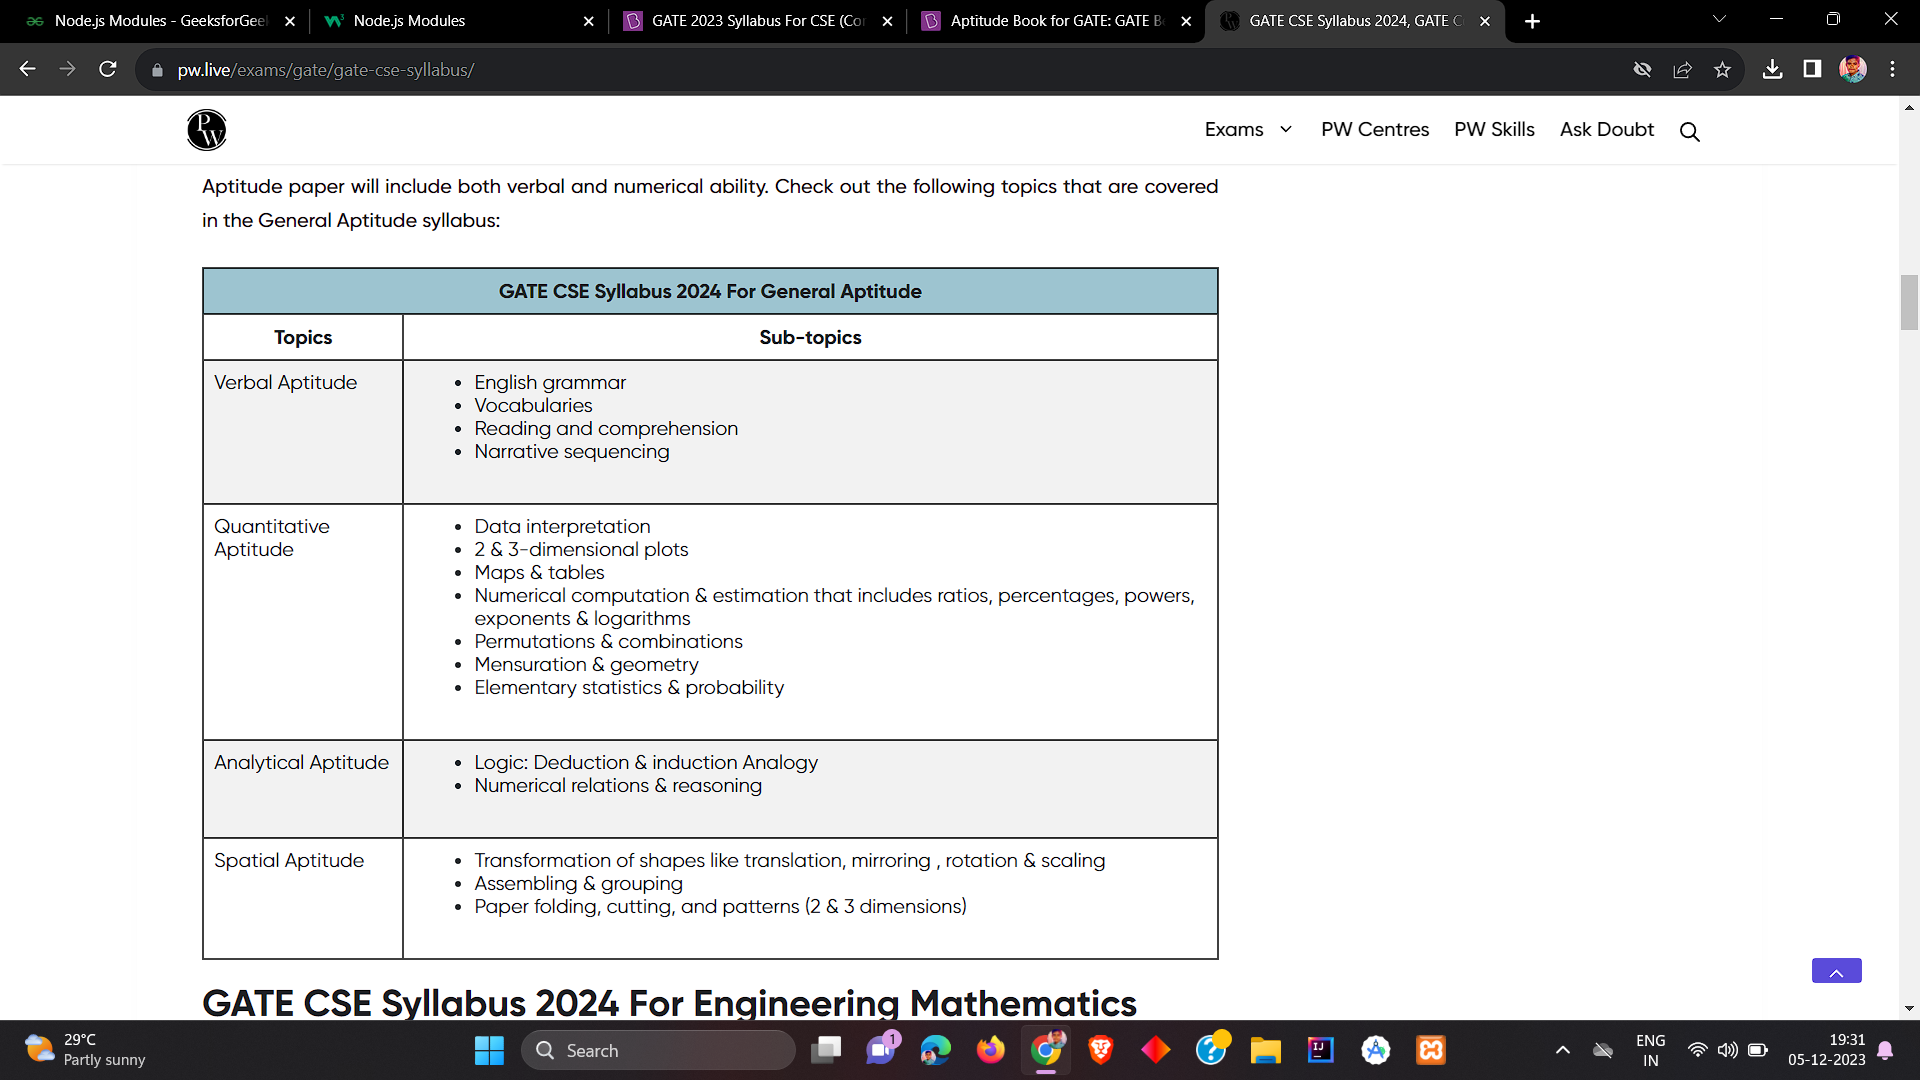 Node.js Modules - GeeksforGeek
Node.js Modules
GATE 2023 Syllabus For CSE (Co
Aptitude Book for GATE: GATE B
GATE CSE Syllabus 2024, GATE C
pw.live/exams/gate/gate-cse-syllabus/
PW
Exams
PW Centres
PW Skills
Ask Doubt
Aptitude paper will include both verbal and numerical ability. Check out the following topics that are covered
in the General Aptitude syllabus:
GATE CSE Syllabus 2024 For General Aptitude
Topics
Sub-topics
Verbal Aptitude
• English grammar
• Vocabularies
• Reading and comprehension
• Narrative sequencing
Quantitative
Aptitude
• Data interpretation
• 2 & 3-dimensional plots
• Maps & tables
• Numerical computation & estimation that includes ratios, percentages, powers,
exponents & logarithms
• Permutations & combinations
• Mensuration & geometry
• Elementary statistics & probability
Analytical Aptitude
• Logic: Deduction & induction Analogy
• Numerical relations & reasoning
Spatial Aptitude
• Transformation of shapes like translation, mirroring , rotation & scaling
• Assembling & grouping
• Paper folding, cutting, and patterns (2 & 3 dimensions)
GATE CSE Syllabus 2024 For Engineering Mathematics
29°C
Partly sunny
Search
1
ENG
IN
19:31
05-12-2023